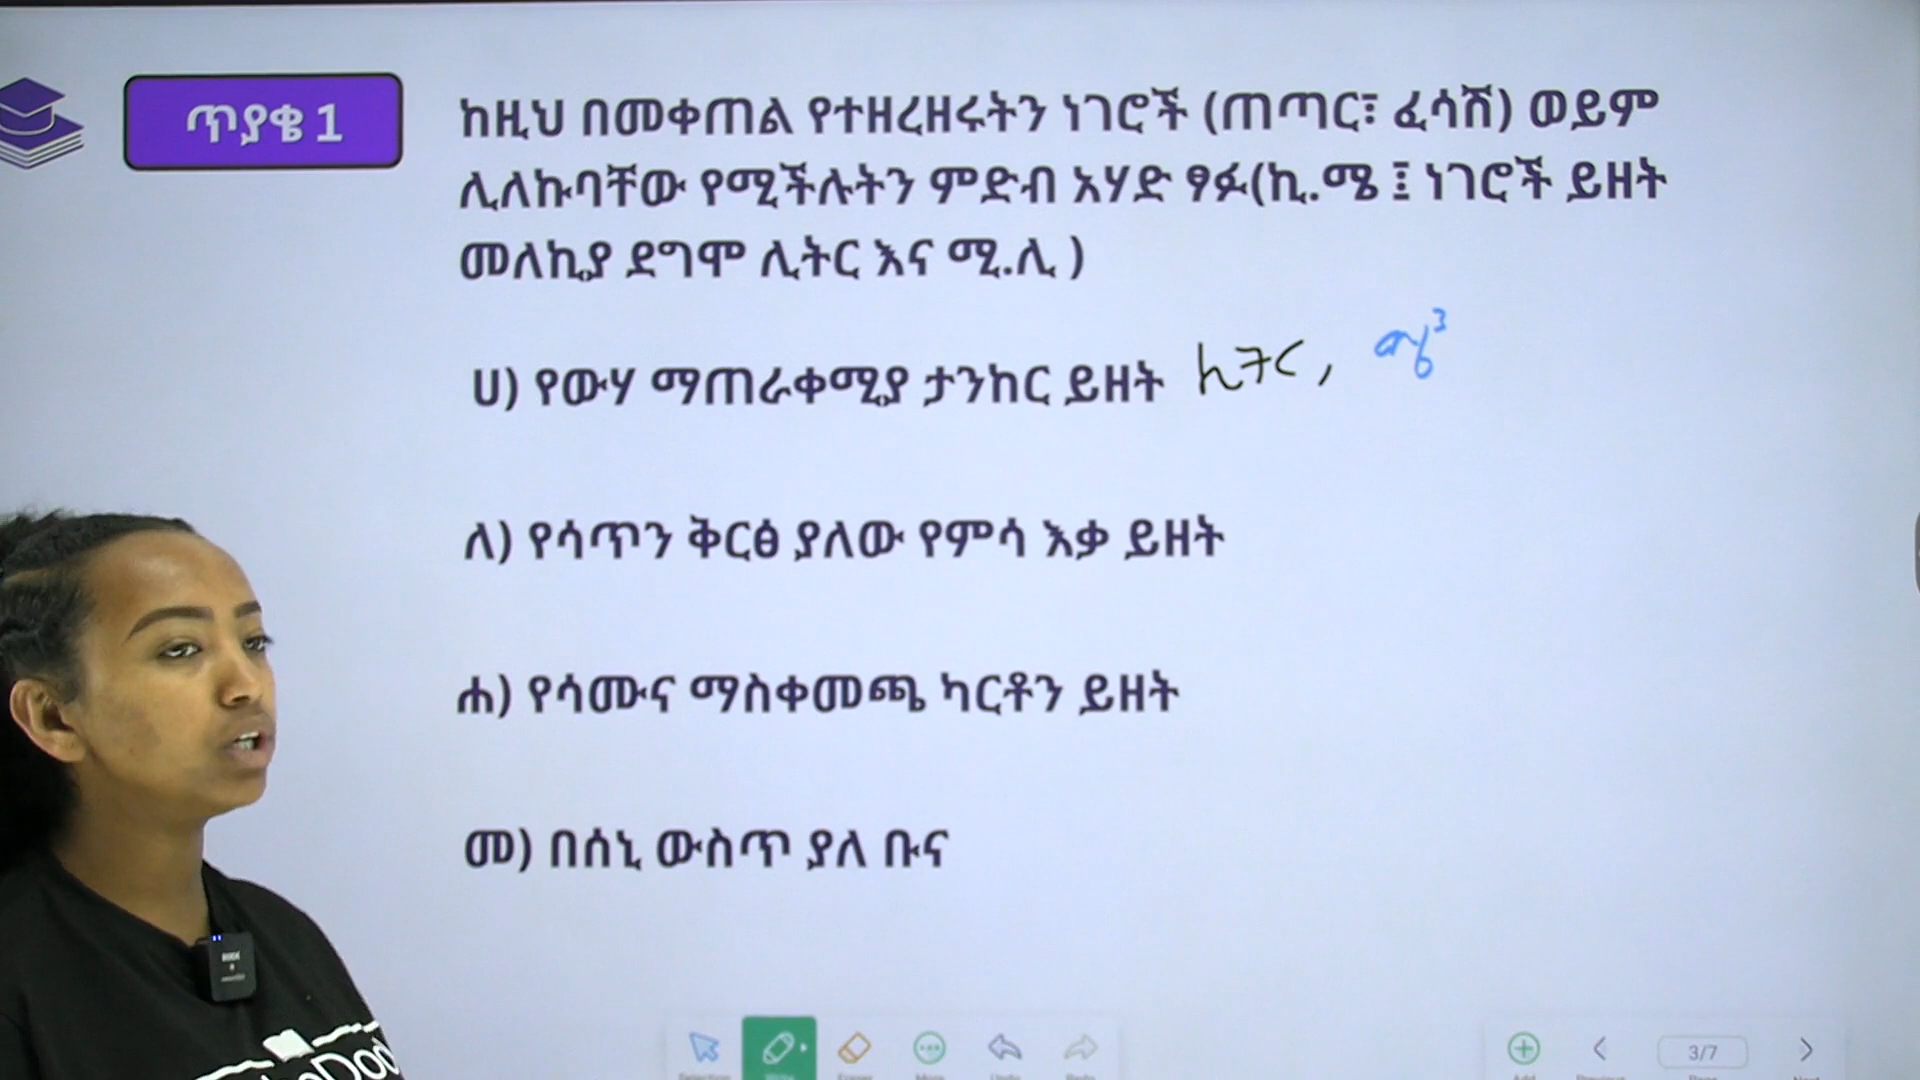 ጥያቄ 1
ከዚህ በመቀጠል የተዘረዘሩትን ነገሮች (ጠጣር፣ ፈሳሽ) ወይም
ሊለኩባቸው የሚችሉትን ምድብ አሃድ ፃፉ(ኪ.ሜ ፤ ነገሮች ይዘት
መለኪያ ደግሞ ሊትር እና ሚ.ሊ )
ሀ) የውሃ ማጠራቀሚያ ታንከር ይዘት ሊትር, ሜ³
ለ) የሳጥን ቅርፅ ያለው የምሳ እቃ ይዘት
ሐ) የሳሙና ማስቀመጫ ካርቶን ይዘት
መ) በሰኒ ውስጥ ያለ ቡና
3/7